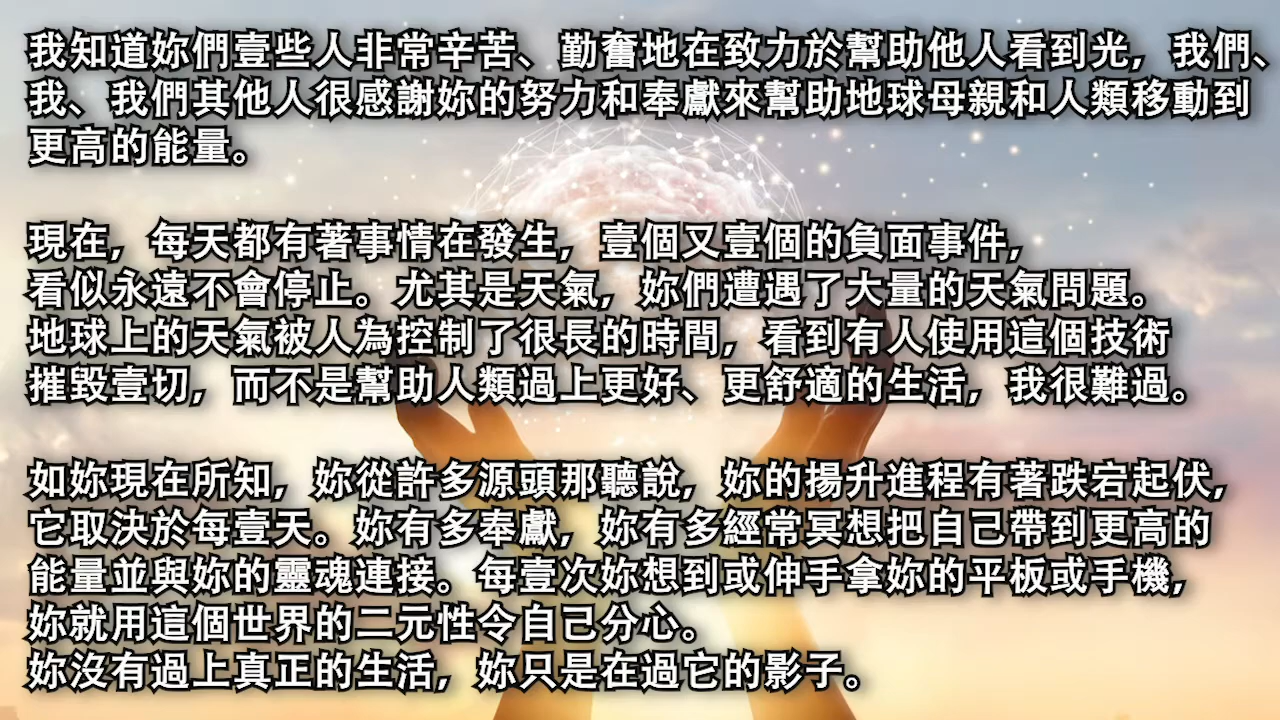 我知道妳們壹些人非常辛苦、勤奮地在致力於幫助他人看到光，我們、
我、我們其他人很感謝妳的努力和奉獻來幫助地球母親和人類移動到
更高的能量。
現在，每天都有著事情在發生，壹個又壹個的負面事件，
看似永遠不會停止。尤其是天氣，妳們遭遇了大量的天氣問題。
地球上的天氣被人為控制了很長的時間，看到有人使用這個技術
摧毀壹切，而不是幫助人類過上更好、更舒適的生活，我很難過。
如妳現在所知，妳從許多源頭那聽說，妳的揚升進程有著跌宕起伏，
它取決於每壹天。妳有多奉獻，妳有多經常冥想把自己帶到更高的
能量並與妳的靈魂連接。每壹次妳想到或伸手拿妳的平板或手機，
妳就用這個世界的二元性令自己分心。
妳沒有過上真正的生活，妳只是在過它的影子。